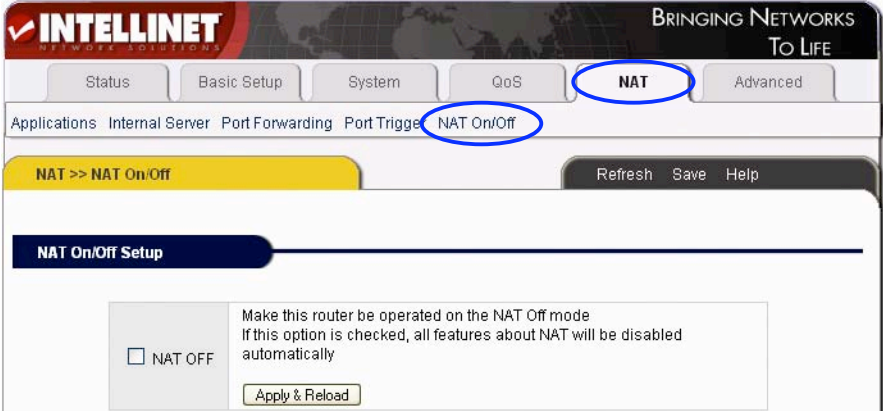 INTELLINET
NETWORK SOLUTIONS
BRINGING NETWORKS
TO LIFE
Status Basic Setup System QoS NAT Advanced
Applications Internal Server Port Forwarding Port Trigger NAT On/Off
NAT >> NAT On/Off
Refresh Save Help
NAT On/Off Setup
NAT OFF
Make this router be operated on the NAT Off mode
If this option is checked, all features about NAT will be disabled
automatically
Apply & Reload